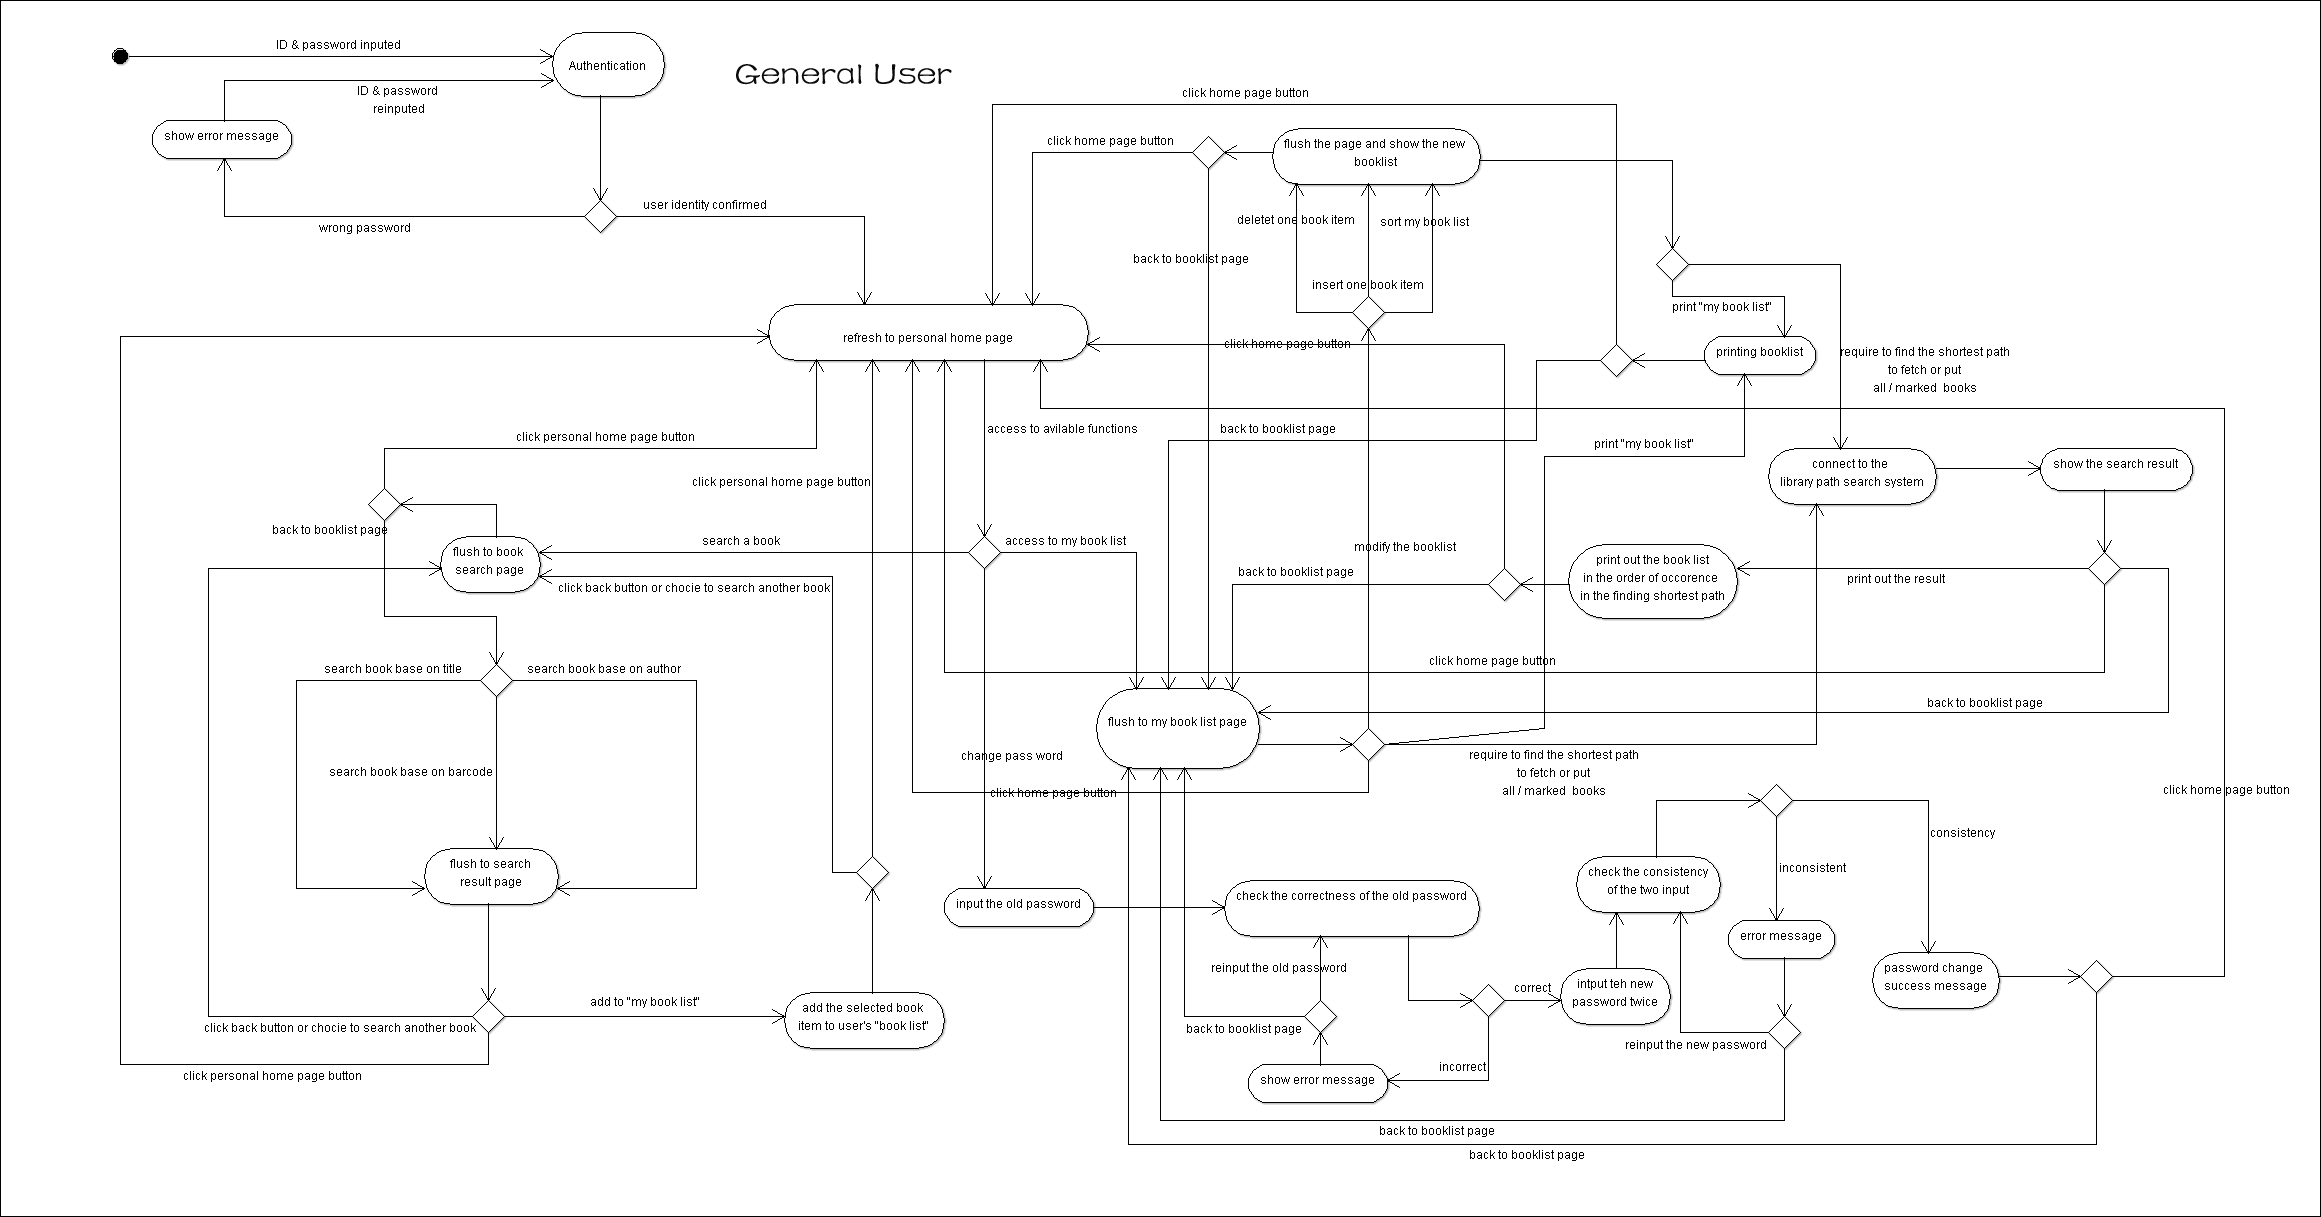 ID & password inputed
Authentication
General User
ID & password
reinputed
show error message
wrong password
user identity confirmed
click home page button
click home page button
flush the page and show the new
booklist
deletet one book item
sort my book list
back to booklist page
insert one book item
print "my book list"
refresh to personal home page
click home page button
printing booklist
require to find the shortest path
to fetch or put
all / marked  books
access to avilable functions
back to booklist page
click personal home page button
print "my book list"
connect to the
library path search system
show the search result
click personal home page button
back to booklist page
search a book
access to my book list
modify the booklist
flush to book
search page
click back button or chocie to search another book
back to booklist page
print out the book list
in the order of occorence
in the finding shortest path
print out the result
search book base on title
search book base on author
click home page button
back to booklist page
flush to my book list page
change pass word
require to find the shortest path
to fetch or put
all / marked  books
search book base on barcode
click home page button
click home page button
consistency
inconsistent
flush to search
result page
check the consistency
of the two input
input the old password
check the correctness of the old password
error message
reinput the old password
password change
success message
correct
intput teh new
password twice
add to "my book list"
add the selected book
item to user's "book list"
click back button or chocie to search another book
back to booklist page
reinput the new password
incorrect
show error message
click personal home page button
back to booklist page
back to booklist page